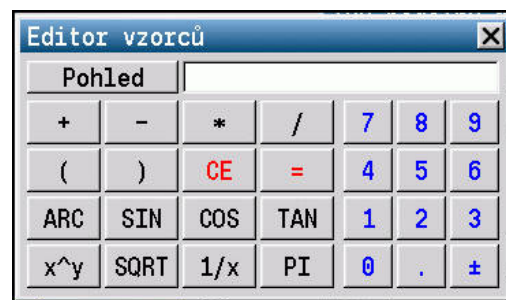 Editor vzorců
Pohled
+ - * / 7 8 9
( ) CE = 4 5 6
ARC SIN COS TAN 1 2 3
x^y SQRT 1/x PI 0 . ±